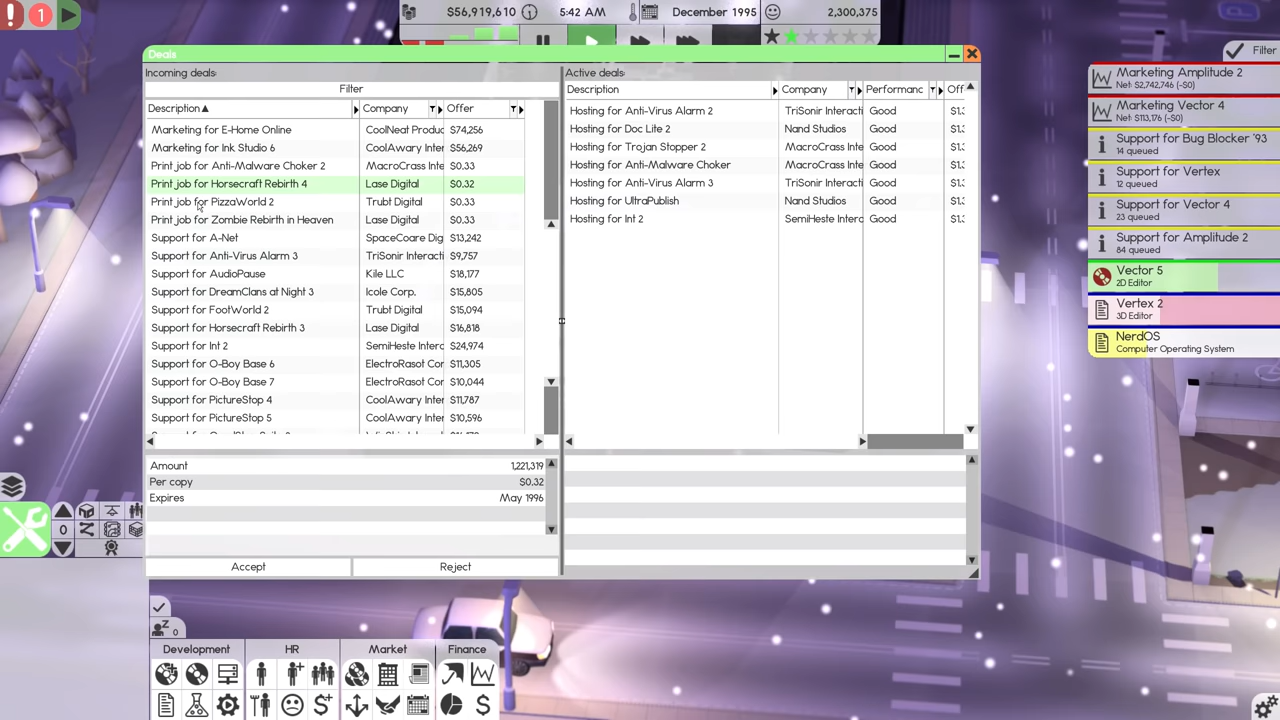 1
$56,919,610
5:42 AM
December 1995
2,300,375
Deals
Incoming deals:
Filter
Description
Company
Offer
Marketing for E-Home Online
CoolNeat Produc
$74,256
Marketing for Ink Studio 6
CoolAwary Inter
$56,267
Print job for Anti-Malware Choker 2
MacroCrass Inte
$0.33
Print job for Horsecraft Rebirth 4
Lase Digital
$0.32
Print job for PizzaWorld 2
Trubt Digital
$0.33
Print job for Zombie Rebirth in Heaven
Lase Digital
$0.33
Support for A-Net
SpaceCoare Dig
$13,242
Support for Anti-Virus Alarm 3
TriSonir Interacti
$9,757
Support for AudioPause
Kile LLC
$18,177
Support for DreamClans at Night 3
Icole Corp.
$15,805
Support for FootWorld 2
Trubt Digital
$15,094
Support for Horsecraft Rebirth 3
Lase Digital
$16,818
Support for Int 2
SemiHeste Interc
$4,974
Support for O-Boy Base 6
ElectroRasot Cor
$11,305
Support for O-Boy Base 7
ElectroRasot Cor
$10,044
Support for PictureStop 4
CoolAwary Inter
$11,787
Support for PictureStop 5
CoolAwary Inter
$10,596
Amount
1,221,319
Per copy
$0.32
Expires
May 1996
Accept
Reject
Active deals:
Description
Company
Performanc
Off
Hosting for Anti-Virus Alarm 2
TriSonir Interacti
Good
Hosting for Doc Lite 2
Nand Studios
Good
Hosting for Trojan Stopper 2
MacroCrass Inte
Good
Hosting for Anti-Malware Choker
MacroCrass Inte
Good
Hosting for Anti-Virus Alarm 3
TriSonir Interacti
Good
Hosting for UltraPublish
Nand Studios
Good
Hosting for Int 2
SemiHeste Interc
Good
Filter
Marketing Amplitude 2
Net: $2,742,746 (-$0)
Marketing Vector 4
Net: $113,176 (-$0)
Support for Bug Blocker '93
14 queued
Support for Vertex
12 queued
Support for Vector 4
23 queued
Support for Amplitude 2
84 queued
Vector 5
2D Editor
Vertex 2
3D Editor
NerdOS
Computer Operating System
0
Z
0
Development
HR
Market
Finance